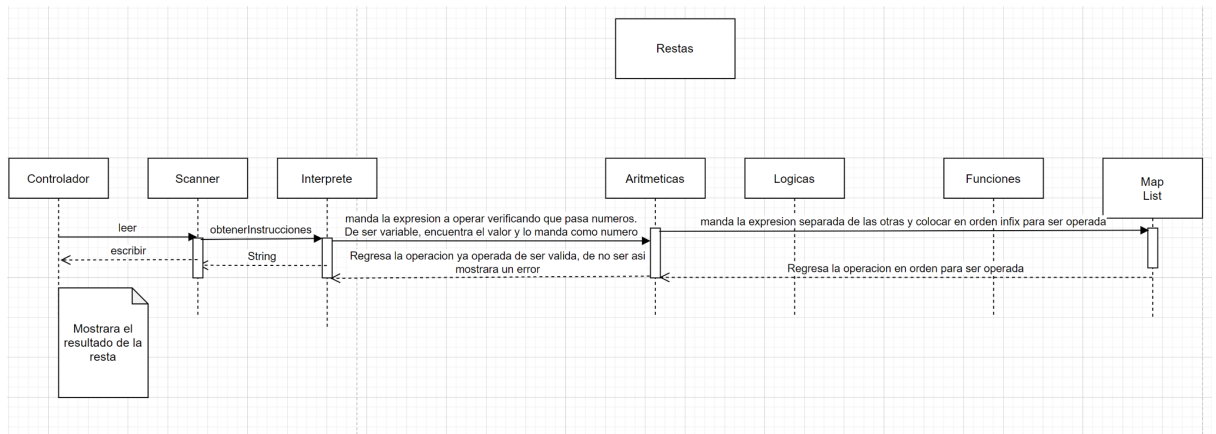 Restas
Controlador
Scanner
Interprete
Aritmeticas
Logicas
Funciones
Map
List
leer
obtenerInstrucciones
manda la expresion a operar verificando que pasa numeros.
De ser variable, encuentra el valor y lo manda como numero
manda la expresion separada de las otras y colocar en orden infix para ser operada
escribir
String
Regresa la operacion ya operada de ser valida, de no ser asi
mostrara un error
Regresa la operacion en orden para ser operada
Mostrara el
resultado de la
resta